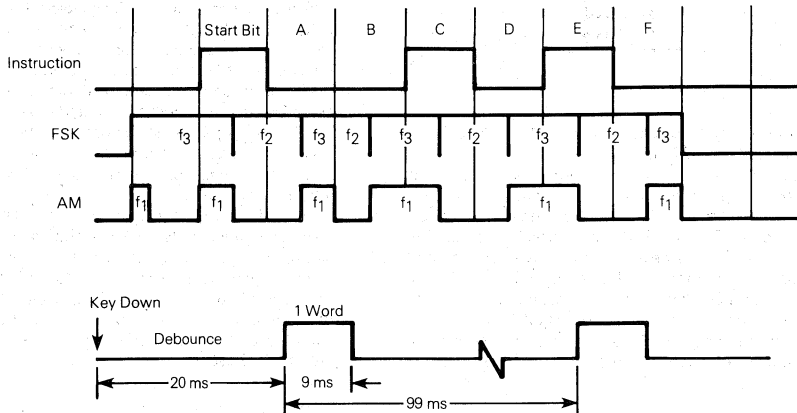 Start Bit A B C D E F
Instruction
FSK f3 f2 f3 f2 f3 f2 f3 f2 f3
AM f1 f1 f1 f1 f1 f1
Key Down
1 Word
Debounce
20 ms 9 ms
99 ms